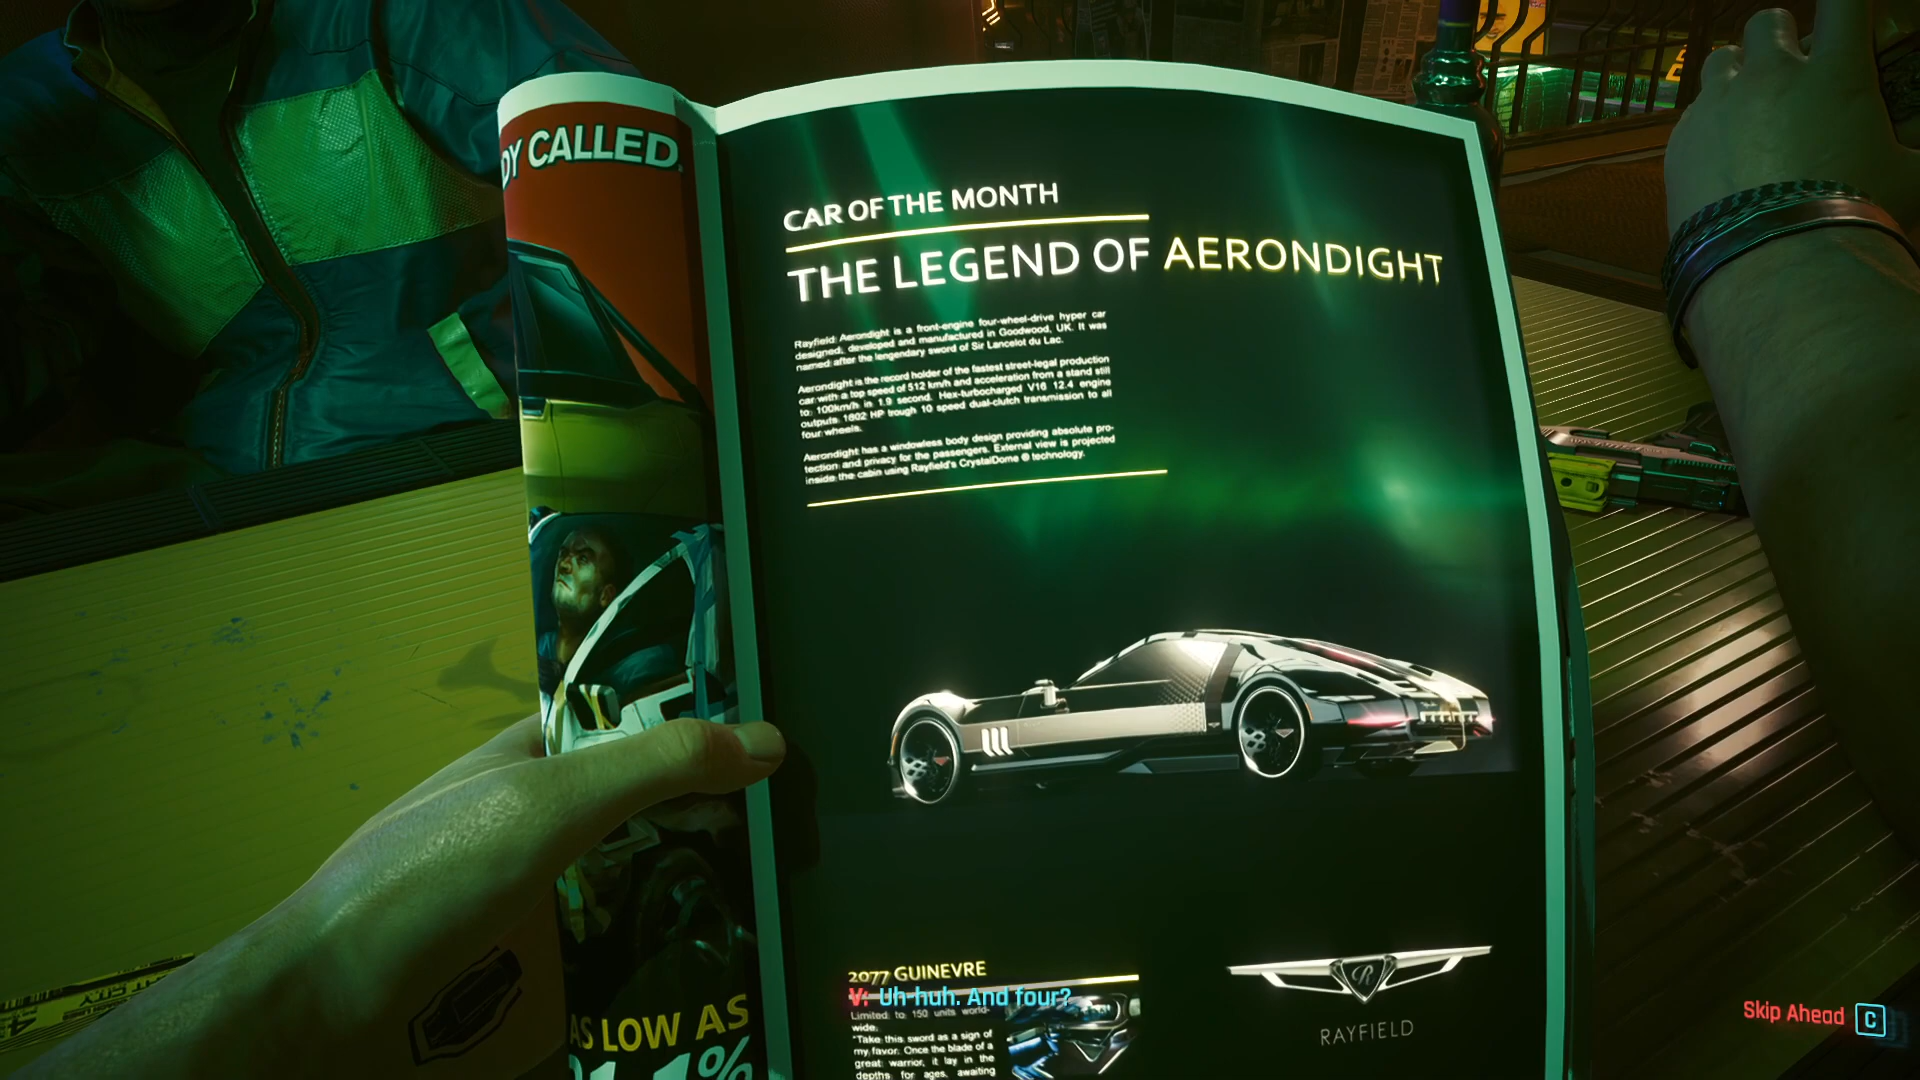 DY CALLED.
CAR OF THE MONTH
THE LEGEND OF AERONDIGHT
Rayfield Aerondight is a front-engine four-wheel-drive hyper car
designed, developed and manufactured in Goodwood, UK. It was
named after the lengendary sword of Sir Lancelot du Lac.
Aerondight is the record holder of the fastest street-legal production
car with a top speed of 512 km/h and acceleration from a stand still
to 100km/h in 1.9 second. Hex-turbocharged V16 12.4 engine
outputs 1802 HP trough 10 speed dual-clutch transmission to all
four wheels.
Aerondight has a windowless body design providing absolute pro-
tection and privacy for the passengers. External view is projected
inside the cabin using Rayfield's CrystalDome ® technology.
AS LOW AS
%
2077 GUINEVRE
V: Uh-huh. And four?
Limited to 150 units world-
wide.
"Take this sword as a sign of
my favor. Once the blade of a
great warrior, it lay in the
depths for ages, awaiting
R
RAYFIELD
Skip Ahead C